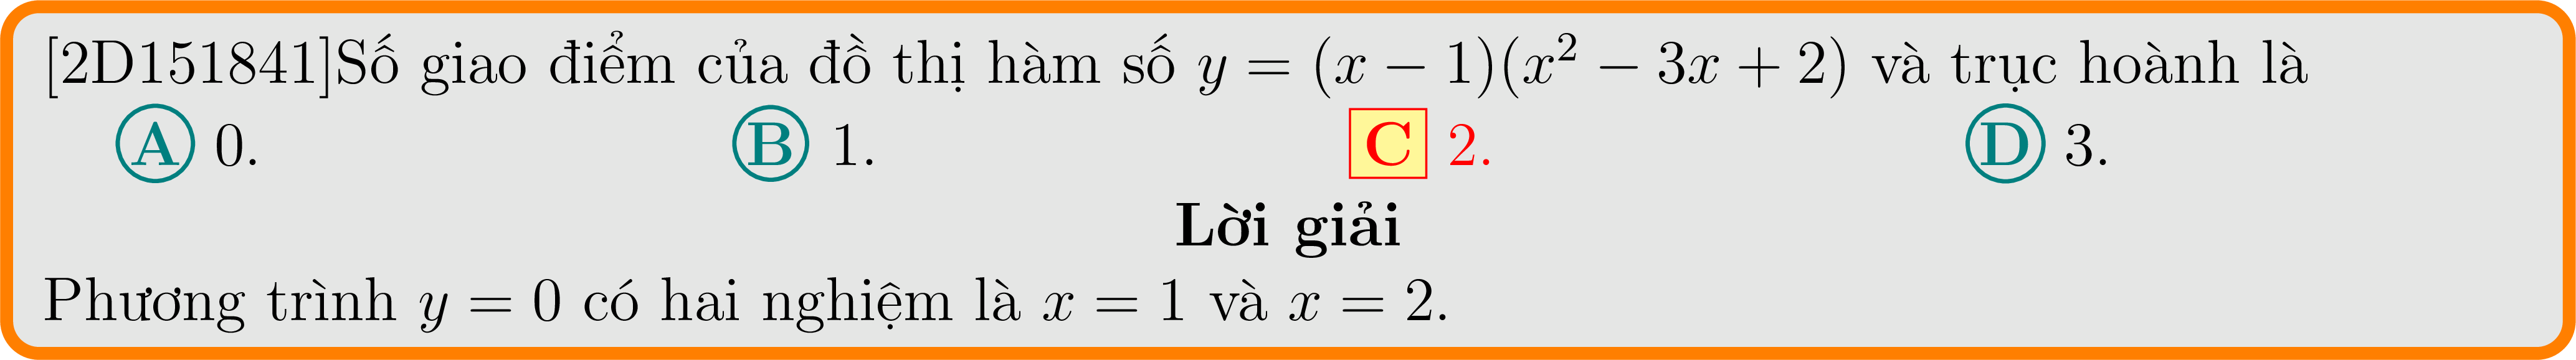 [2D151841]Số giao điểm của đồ thị hàm số y = (x − 1)(x² − 3x + 2) và trục hoành là
A 0. B 1. C 2. D 3.
Lời giải
Phương trình y = 0 có hai nghiệm là x = 1 và x = 2.